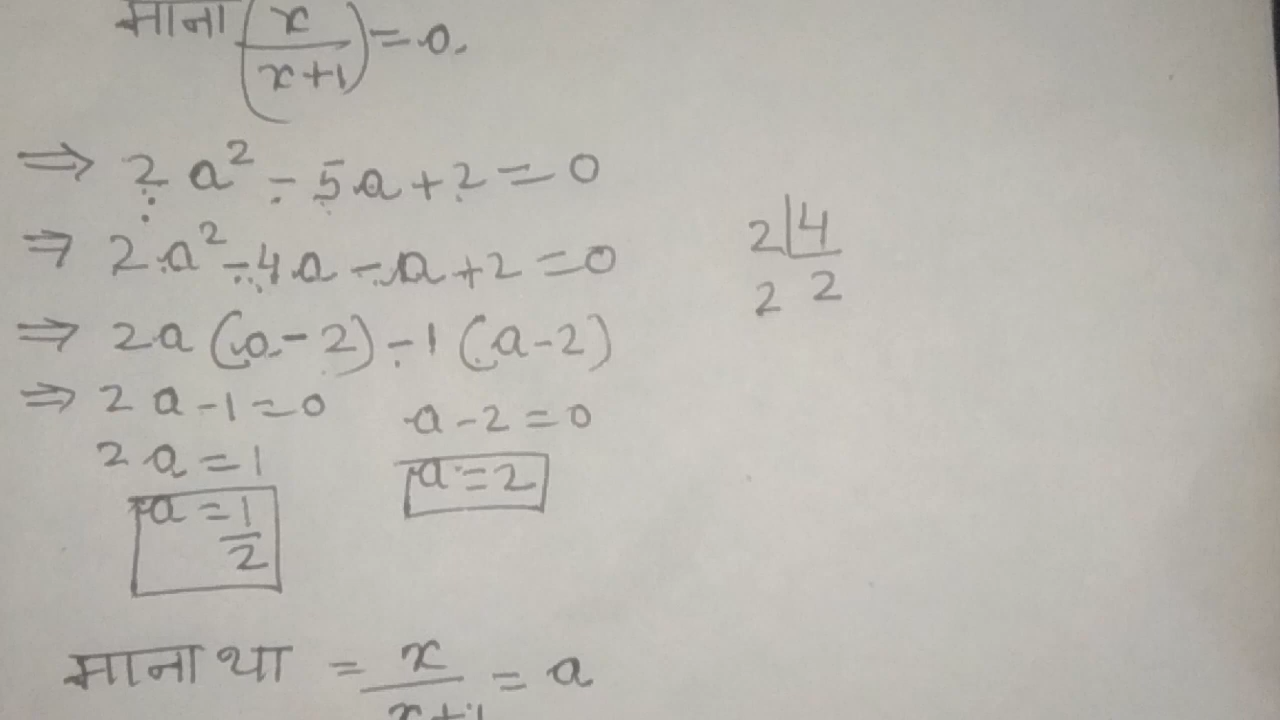 माना (x/(x+1)) = a.
⇒ 2a² - 5a + 2 = 0
⇒ 2a² - 4a - a + 2 = 0
⇒ 2a (a - 2) - 1 (a - 2)
⇒ 2a - 1 = 0 a - 2 = 0
2a = 1 a = 2
a = 1/2
2 | 4
2 2
माना था = x/(x+1) = a